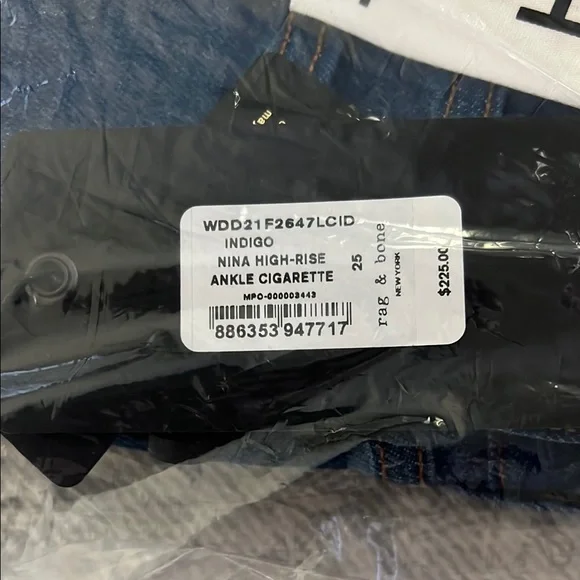 WDD21F2647LCID
INDIGO
NINA HIGH-RISE
ANKLE CIGARETTE
25
MPO-000003443
886353 947717
rag & bone
NEW YORK
$225.00